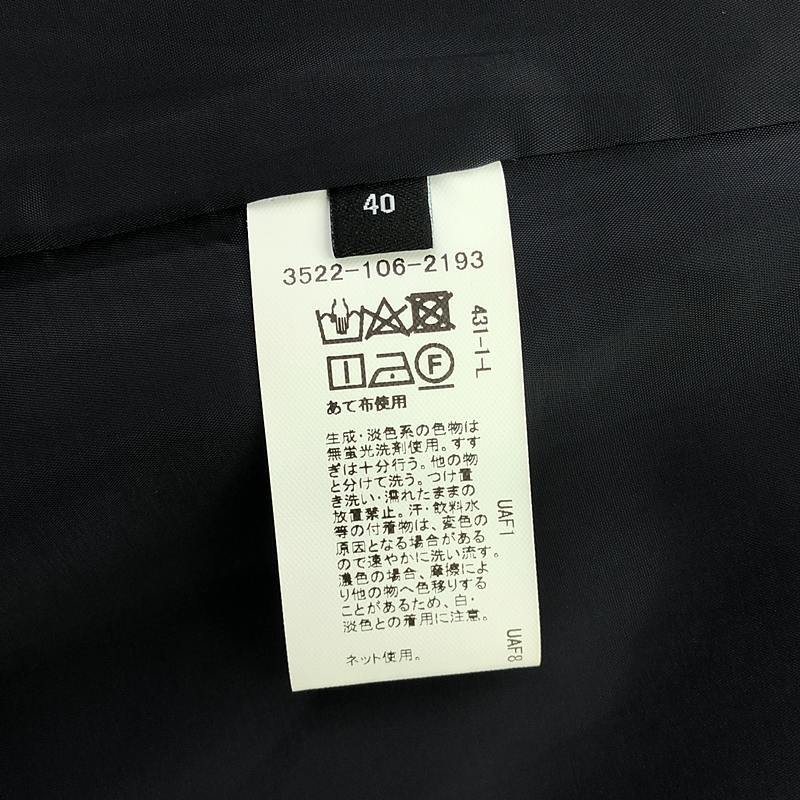 40
3522-106-2193
431-1-L
F
あて布使用
生成・淡色系の色物は
無蛍光洗剤使用。すす
ぎは十分行う。他の物
と分けて洗う。つけ置
き洗い・濡れたままの
放置禁止。汗・飲料水
等の付着物は、変色の
原因となる場合がある
ので速やかに洗い流す。
濃色の場合、摩擦によ
り他の物へ色移りする
ことがあるため、白・
淡色との着用に注意。
ネット使用。
UAF1
UAF8